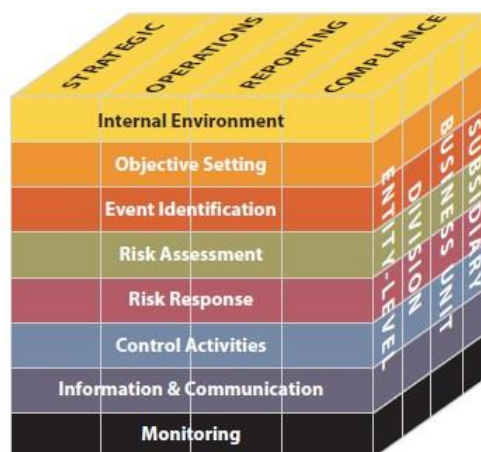 STRATEGIC
OPERATIONS
REPORTING
COMPLIANCE
Internal Environment
Objective Setting
Event Identification
Risk Assessment
Risk Response
Control Activities
Information & Communication
Monitoring
ENTITY-LEVEL
DIVISION
BUSINESS UNIT
SUBSIDIARY